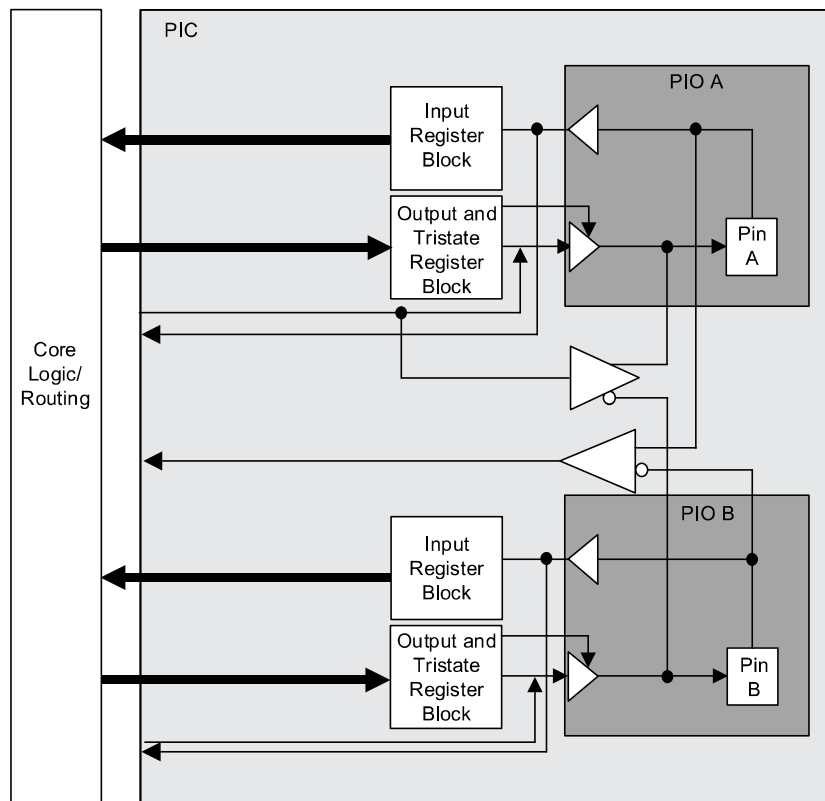 PIC
PIO A
Input
Register
Block
Output and
Tristate
Register
Block
Pin
A
Core
Logic/
Routing
PIO B
Input
Register
Block
Output and
Tristate
Register
Block
Pin
B